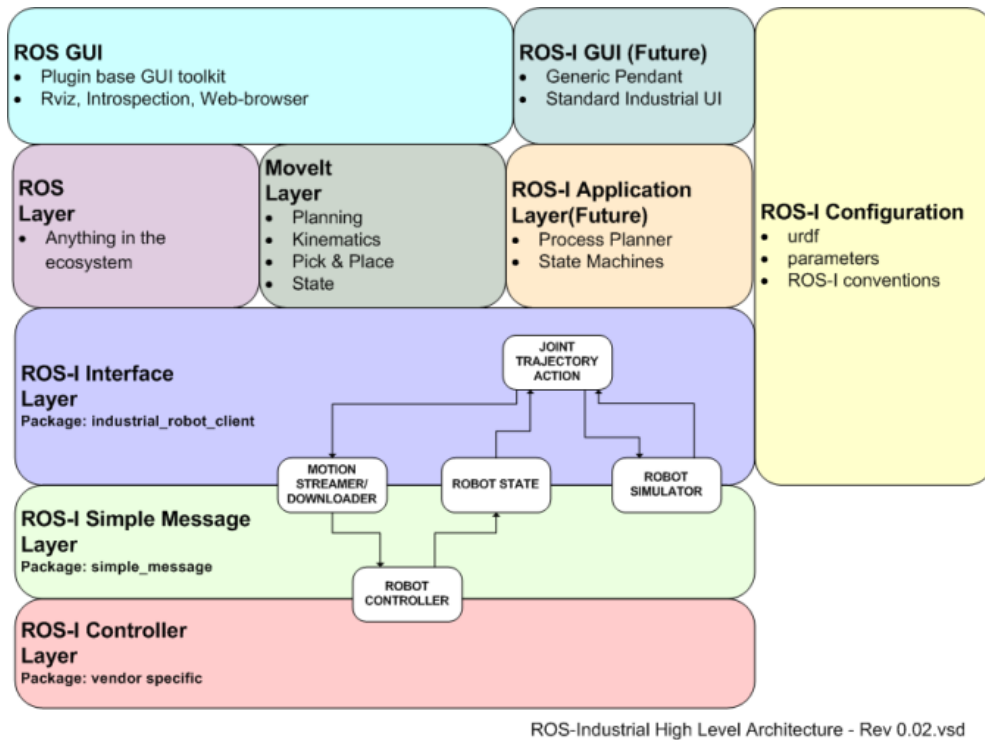 ROS GUI
• Plugin base GUI toolkit
• Rviz, Introspection, Web-browser
ROS-I GUI (Future)
• Generic Pendant
• Standard Industrial UI
ROS
Layer
• Anything in the
ecosystem
MoveIt
Layer
• Planning
• Kinematics
• Pick & Place
• State
ROS-I Application
Layer(Future)
• Process Planner
• State Machines
ROS-I Configuration
• urdf
• parameters
• ROS-I conventions
ROS-I Interface
Layer
Package: industrial_robot_client
JOINT
TRAJECTORY
ACTION
MOTION
STREAMER/
DOWNLOADER
ROBOT STATE
ROBOT
SIMULATOR
ROS-I Simple Message
Layer
Package: simple_message
ROBOT
CONTROLLER
ROS-I Controller
Layer
Package: vendor specific
ROS-Industrial High Level Architecture - Rev 0.02.vsd